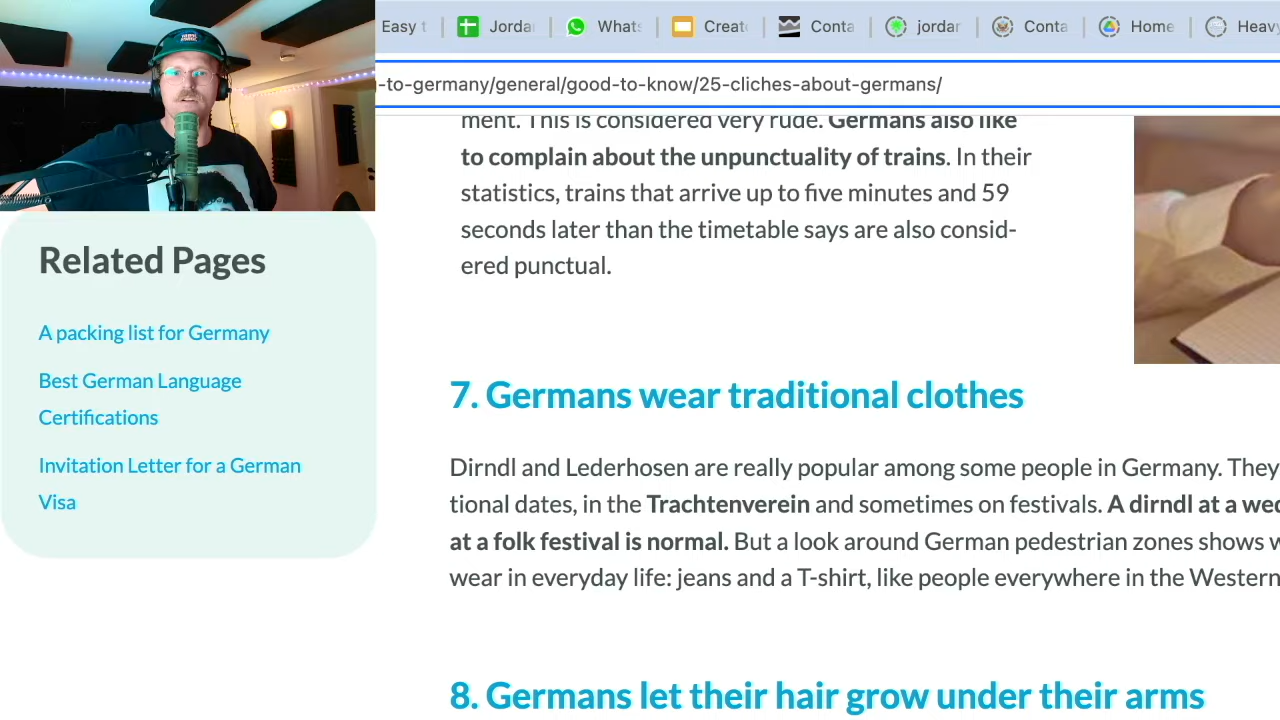 Easy t
Jorda
Whats
Creat
Conta
jordar
Conta
Home
Heavy
-to-germany/general/good-to-know/25-cliches-about-germans/
ment. This is considered very rude. Germans also like
to complain about the unpunctuality of trains. In their
statistics, trains that arrive up to five minutes and 59
seconds later than the timetable says are also consid-
ered punctual.
Related Pages
A packing list for Germany
Best German Language
Certifications
Invitation Letter for a German
Visa
7. Germans wear traditional clothes
Dirndl and Lederhosen are really popular among some people in Germany. They
tional dates, in the Trachtenverein and sometimes on festivals. A dirndl at a wed
at a folk festival is normal. But a look around German pedestrian zones shows w
wear in everyday life: jeans and a T-shirt, like people everywhere in the Western
8. Germans let their hair grow under their arms